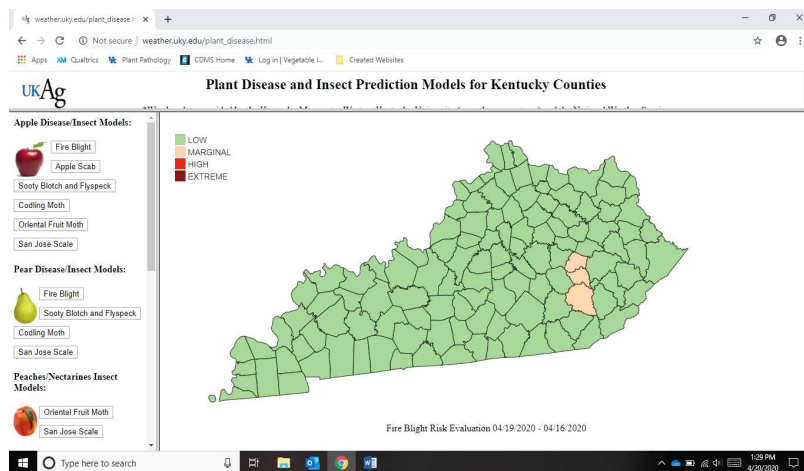 weather.uky.edu/plant_disease.h
Not secure | weather.uky.edu/plant_disease.html
Apps
XM Qualtrics
Plant Pathology
CDMS Home
Log in | Vegetable I...
Created Websites
UKAg
Plant Disease and Insect Prediction Models for Kentucky Counties
Apple Disease/Insect Models:
Fire Blight
Apple Scab
Sooty Blotch and Flyspeck
Codling Moth
Oriental Fruit Moth
San Jose Scale
Pear Disease/Insect Models:
Fire Blight
Sooty Blotch and Flyspeck
Codling Moth
San Jose Scale
Peaches/Nectarines Insect
Models:
Oriental Fruit Moth
San Jose Scale
LOW
MARGINAL
HIGH
EXTREME
Fire Blight Risk Evaluation 04/19/2020 - 04/16/2020
Type here to search
1:29 PM
4/20/2020